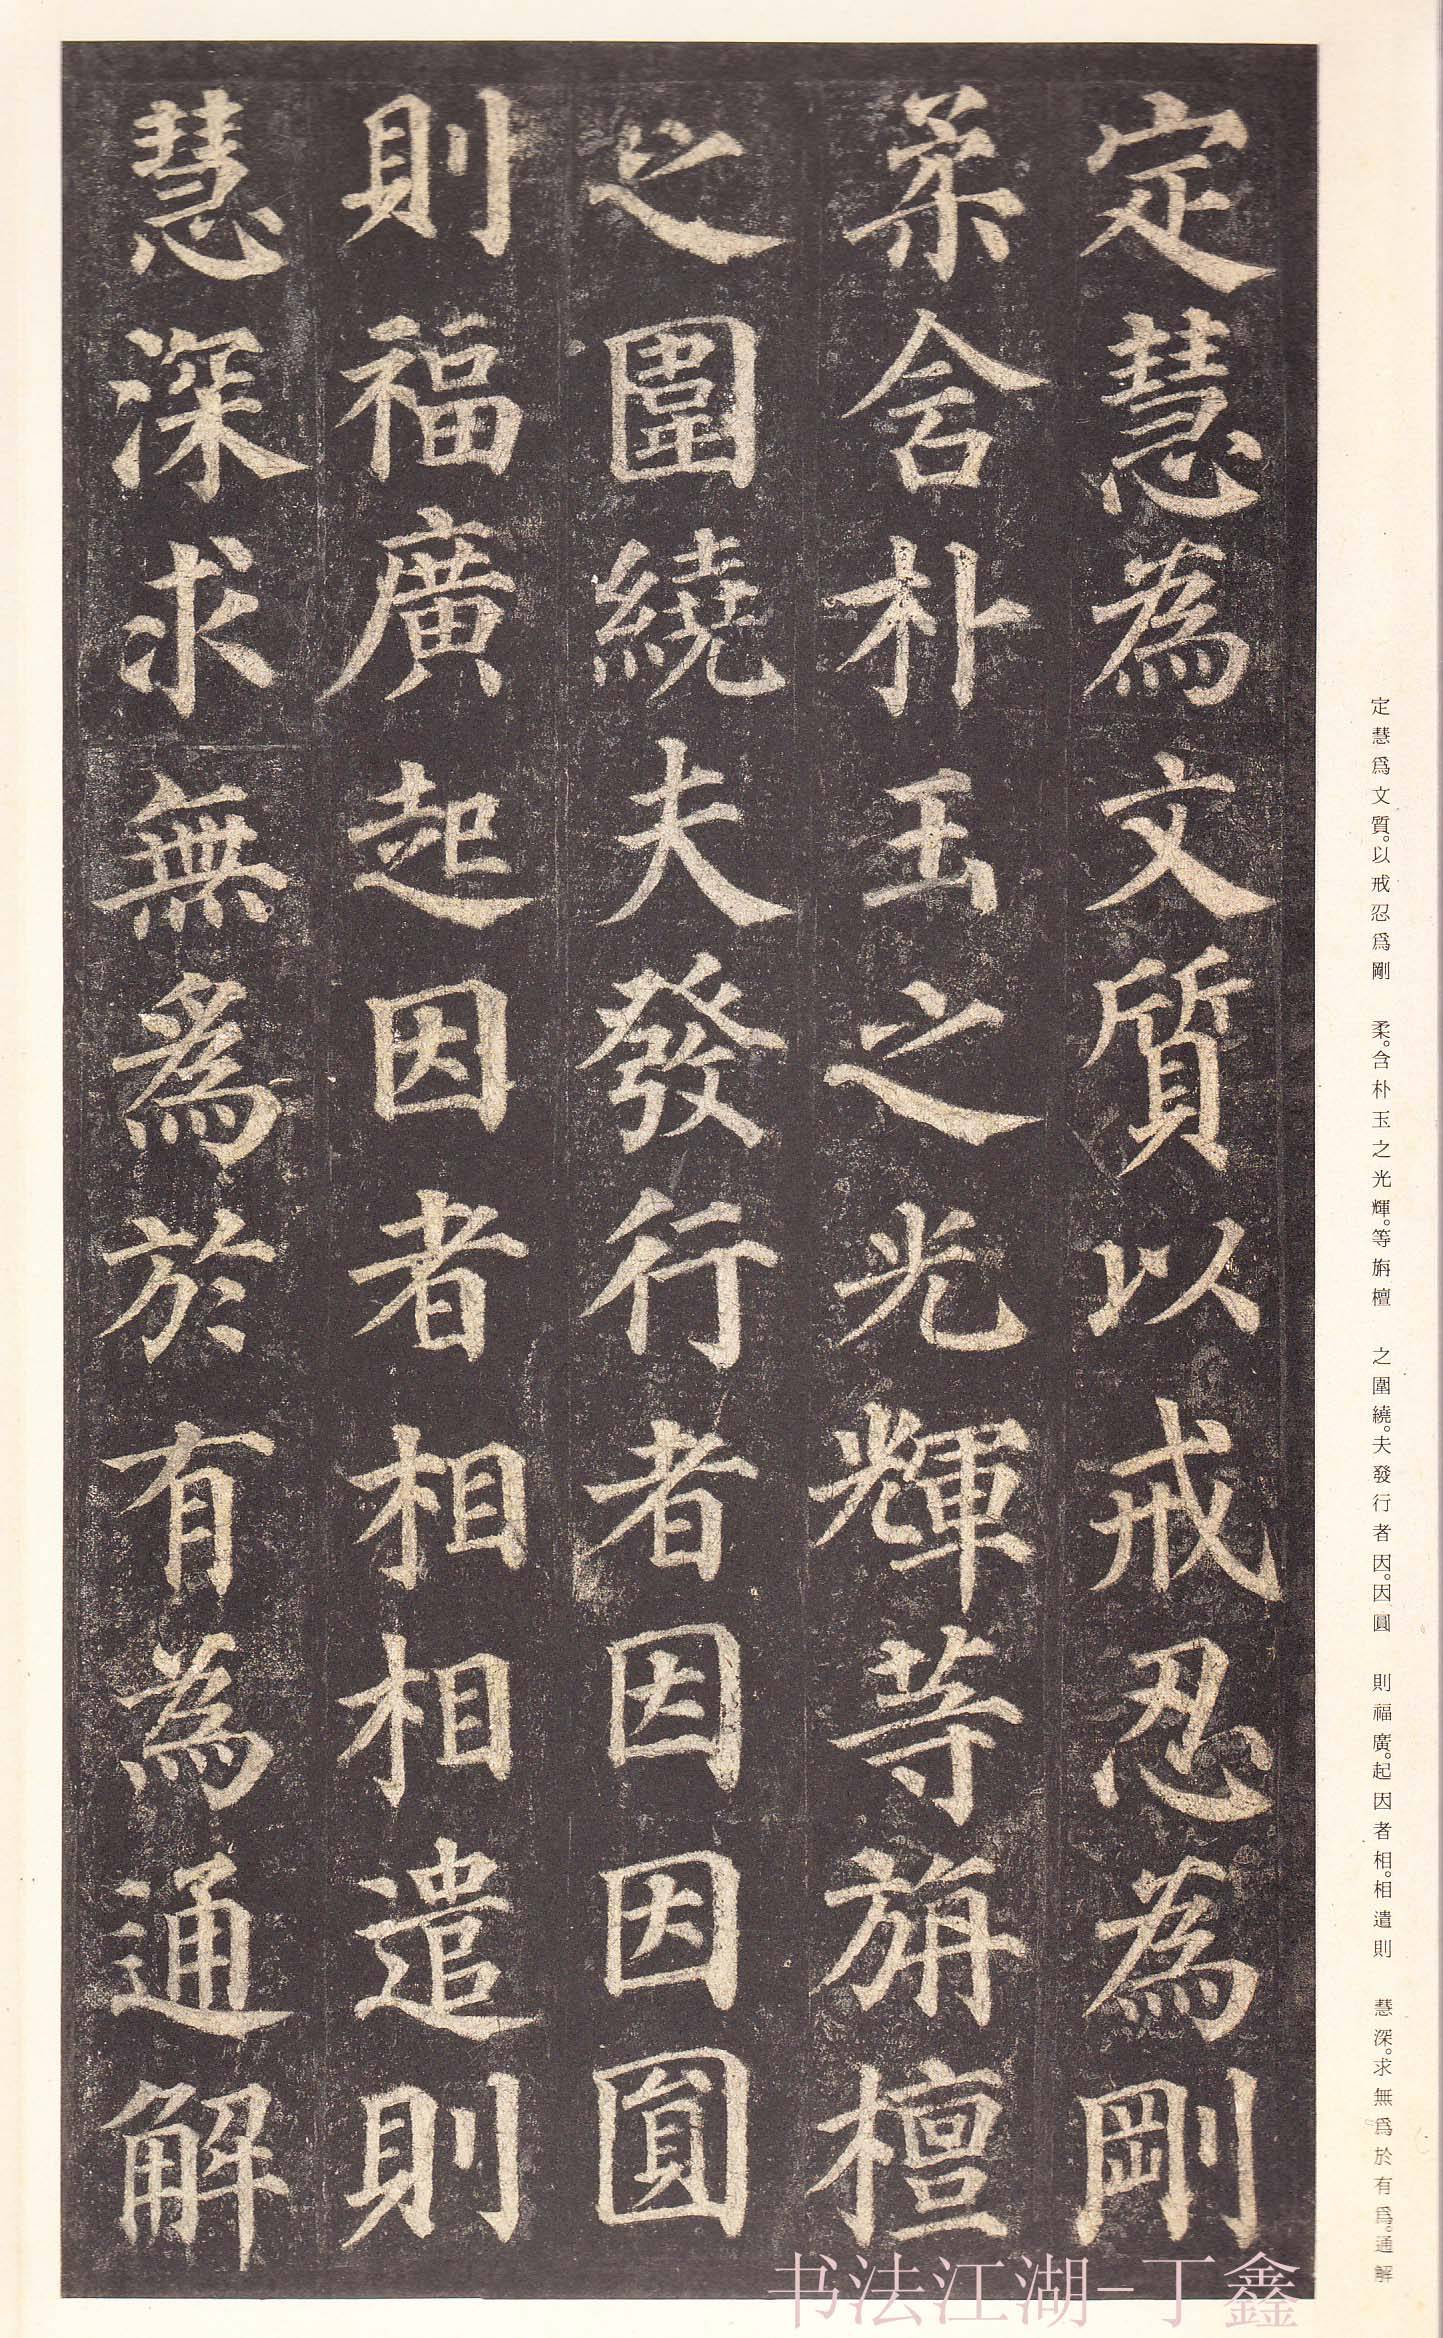 定慧為文質以戒忍為剛
柔含朴玉之光輝等旃檀
之圍繞夫發行者因因圓
則福廣起因者相相遣則
慧深求無為於有為通解
定慧爲文質。以戒忍爲剛　柔。含朴玉之光輝。等旃檀　之圍繞。夫發行者因。因圓　則福廣。起因者相。相遣則　慧深。求無爲於有爲。通解
书法江湖-丁鑫